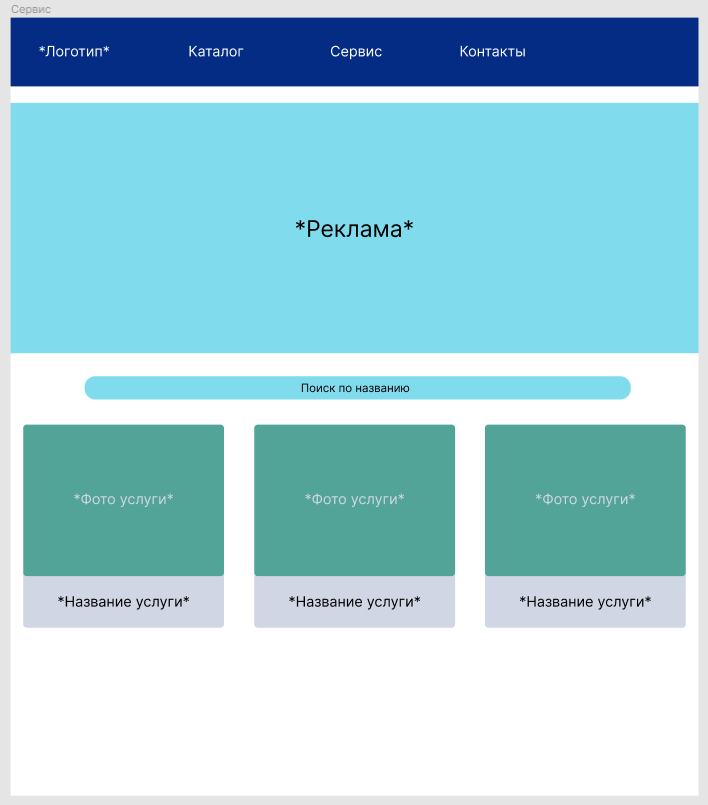 Сервис
*Логотип* Каталог Сервис Контакты
*Реклама*
Поиск по названию
*Фото услуги* *Фото услуги* *Фото услуги*
*Название услуги* *Название услуги* *Название услуги*